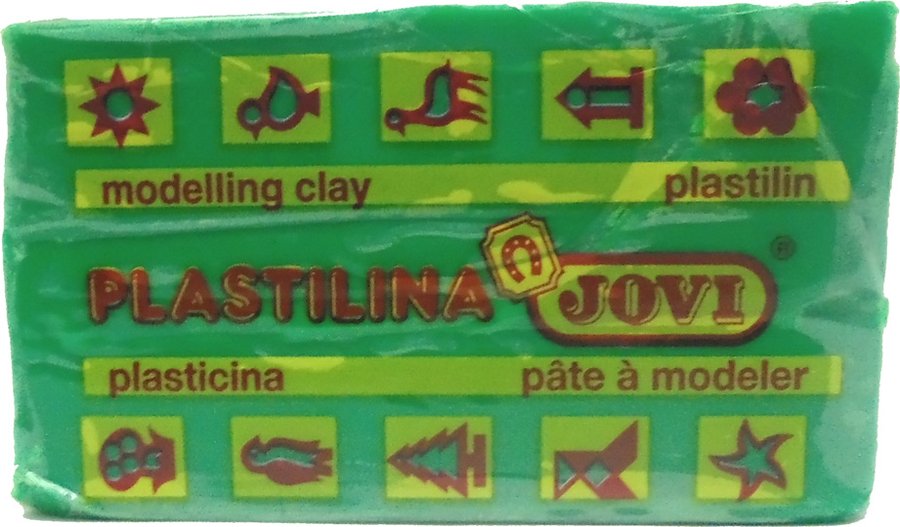 modelling clay plastilin
PLASTILINA JOVI ®
plasticina pâte à modeler